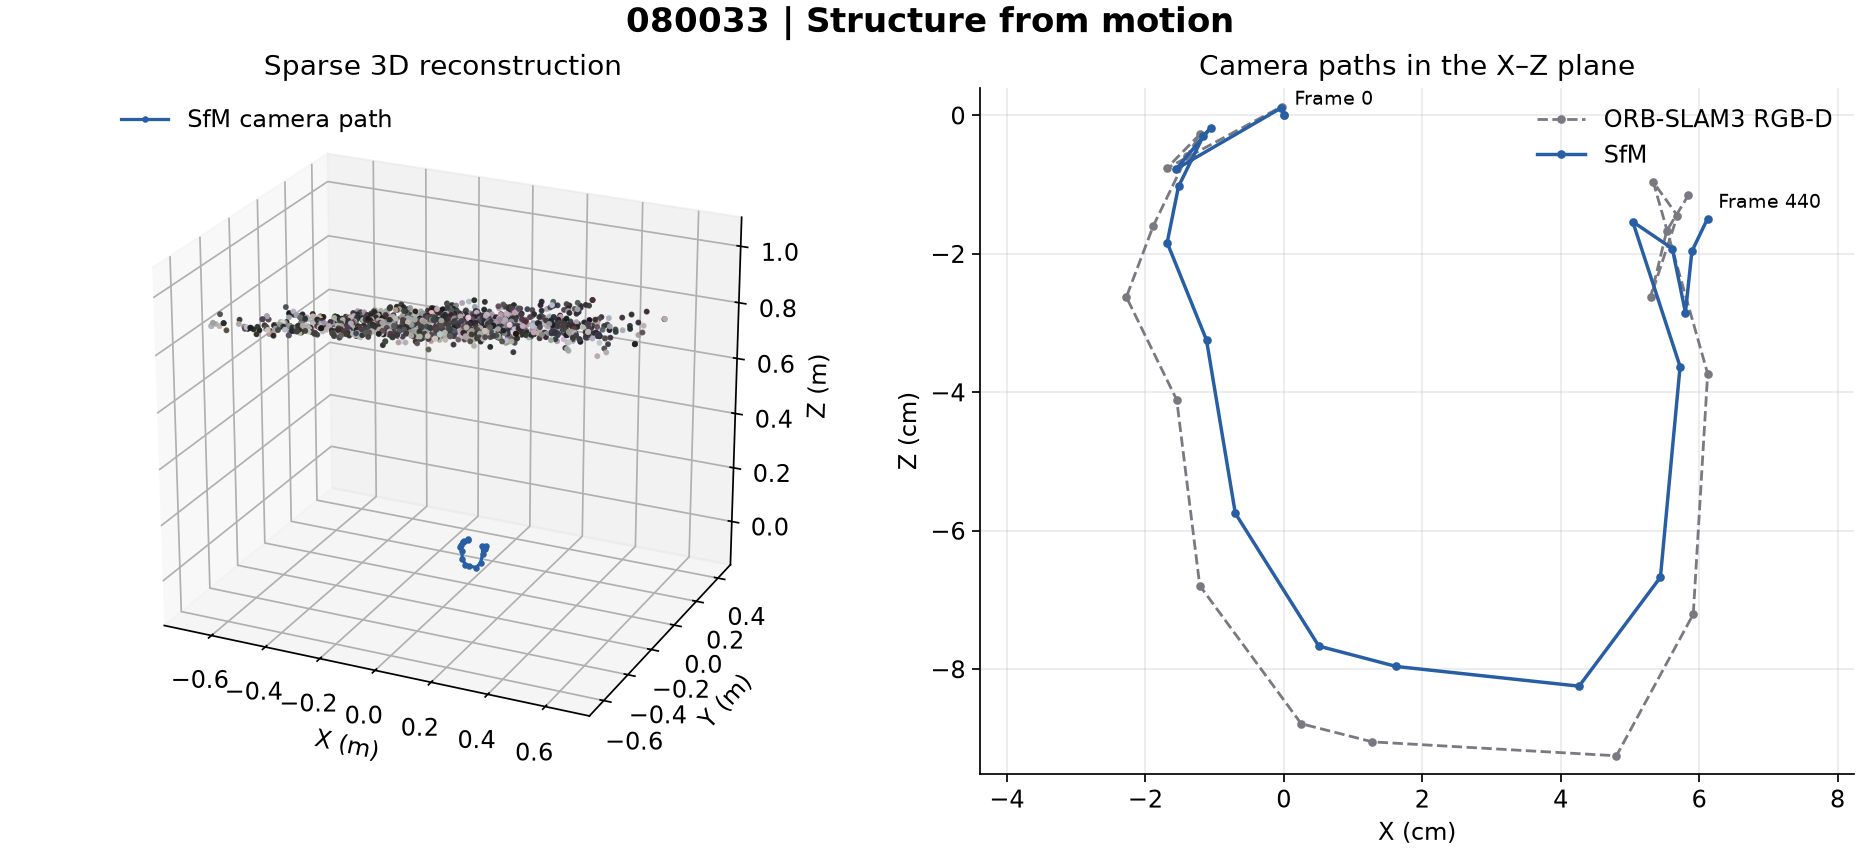 080033 | Structure from motion
Sparse 3D reconstruction
SfM camera path
1.0
0.8
0.6
0.4
0.2
0.0
Z (m)
0.4
0.2
0.0
−0.2
−0.4
−0.6
Y (m)
−0.6
−0.4
−0.2
0.0
0.2
0.4
0.6
X (m)
Camera paths in the X–Z plane
Frame 0
ORB-SLAM3 RGB-D
SfM
Frame 440
0
−2
−4
−6
−8
Z (cm)
−4
−2
0
2
4
6
8
X (cm)